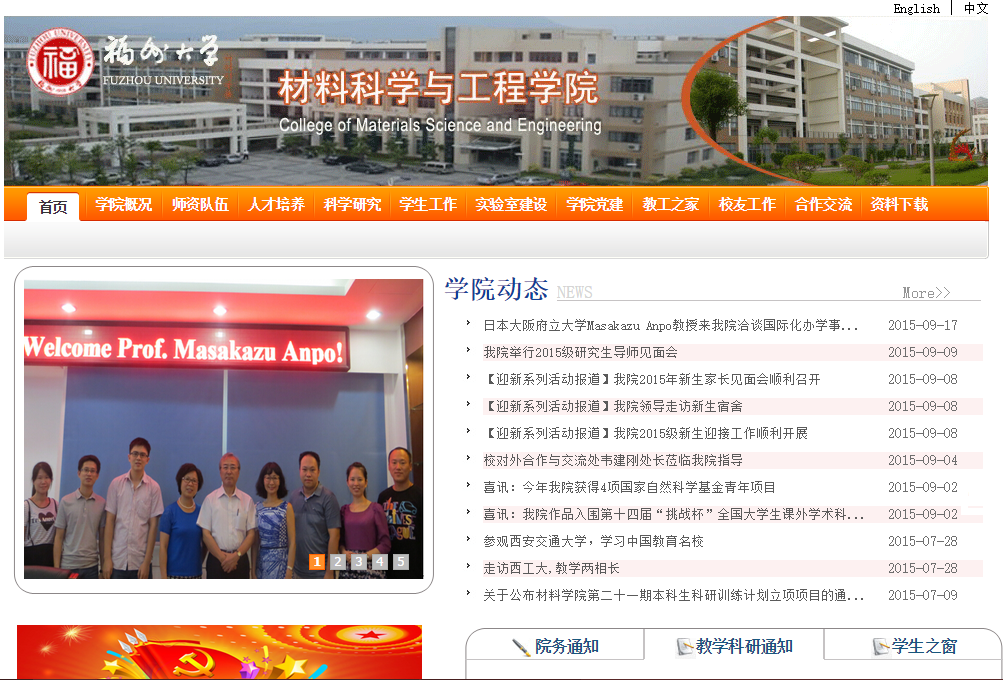 English | 中文
福州大学
FUZHOU UNIVERSITY
材料科学与工程学院
College of Materials Science and Engineering
首页 学院概况 师资队伍 人才培养 科学研究 学生工作 实验室建设 学院党建 教工之家 校友工作 合作交流 资料下载
Welcome Prof. Masakazu Anpo!
1 2 3 4 5
学院动态 NEWS More>>
日本大阪府立大学Masakazu Anpo教授来我院洽谈国际化办学事... 2015-09-17
我院举行2015级研究生导师见面会 2015-09-09
【迎新系列活动报道】我院2015年新生家长见面会顺利召开 2015-09-08
【迎新系列活动报道】我院领导走访新生宿舍 2015-09-08
【迎新系列活动报道】我院2015级新生迎接工作顺利开展 2015-09-08
校对外合作与交流处韦建刚处长莅临我院指导 2015-09-04
喜讯：今年我院获得4项国家自然科学基金青年项目 2015-09-02
喜讯：我院作品入围第十四届“挑战杯”全国大学生课外学术科... 2015-09-02
参观西安交通大学，学习中国教育名校 2015-07-28
走访西工大,教学两相长 2015-07-28
关于公布材料学院第二十一期本科生科研训练计划立项项目的通... 2015-07-09
院务通知 教学科研通知 学生之窗